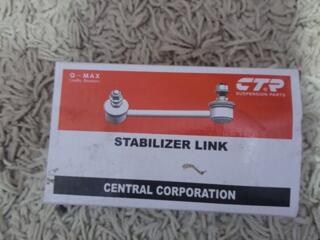 Q-MAX
CTR
SUSPENSION PARTS
STABILIZER LINK
CENTRAL CORPORATION